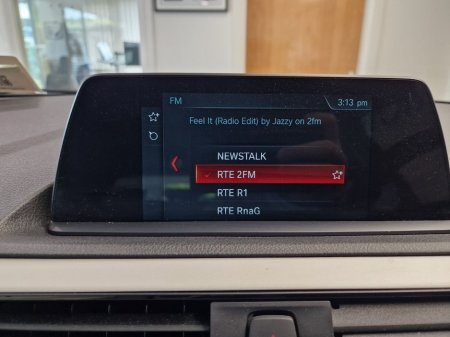 FM
3:13 pm
Feel It (Radio Edit) by Jazzy on 2fm
NEWSTALK
RTE 2FM
RTE R1
RTE RnaG